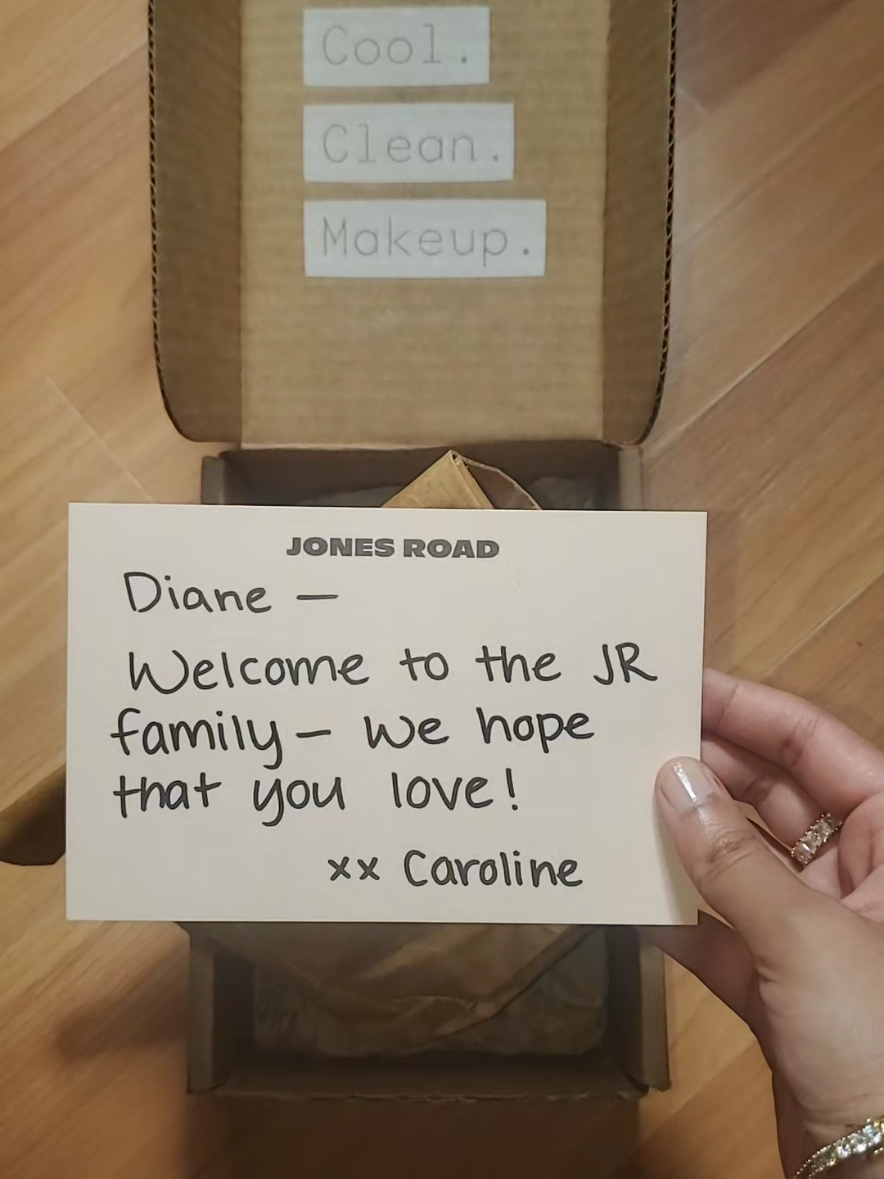 Cool.
Clean.
Makeup.
JONES ROAD
Diane —
Welcome to the JR
family — we hope
that you love!
xx Caroline